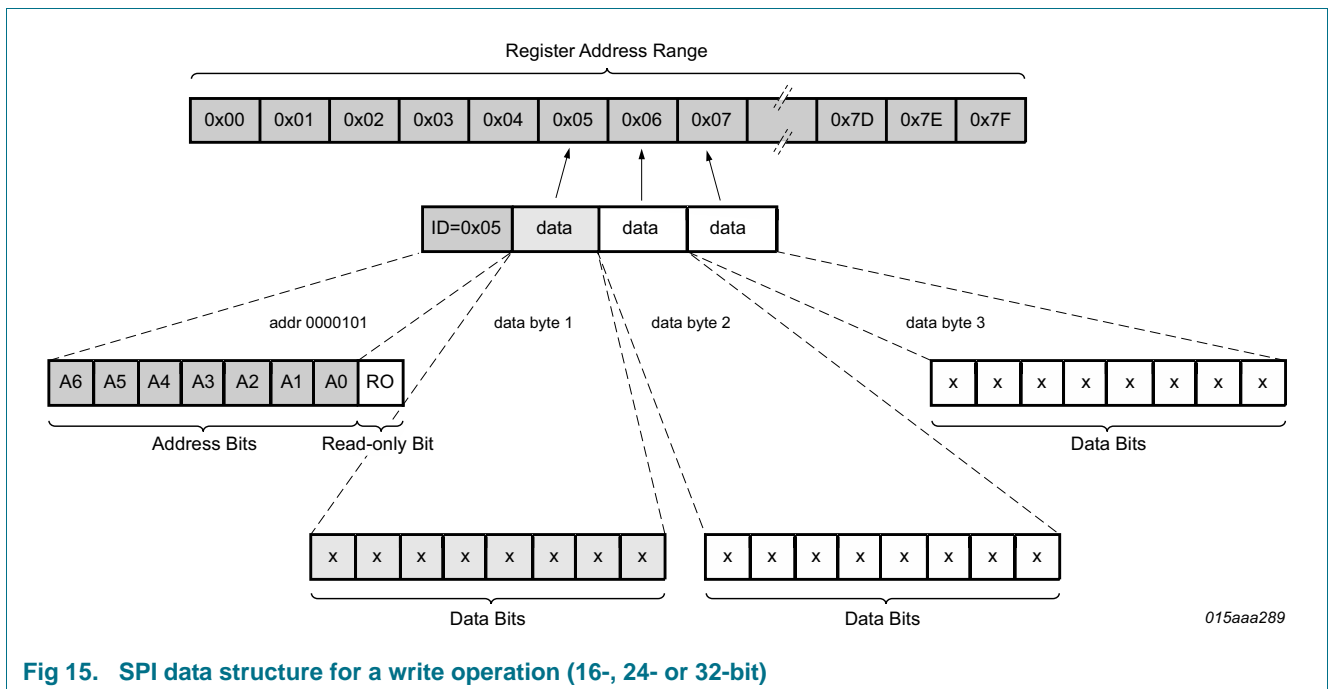 Register Address Range
0x00 0x01 0x02 0x03 0x04 0x05 0x06 0x07 0x7D 0x7E 0x7F
ID=0x05 data data data
addr 0000101 data byte 1 data byte 2 data byte 3
A6 A5 A4 A3 A2 A1 A0 RO x x x x x x x x
Address Bits Read-only Bit Data Bits
x x x x x x x x x x x x x x x x
Data Bits Data Bits 015aaa289
Fig 15. SPI data structure for a write operation (16-, 24- or 32-bit)